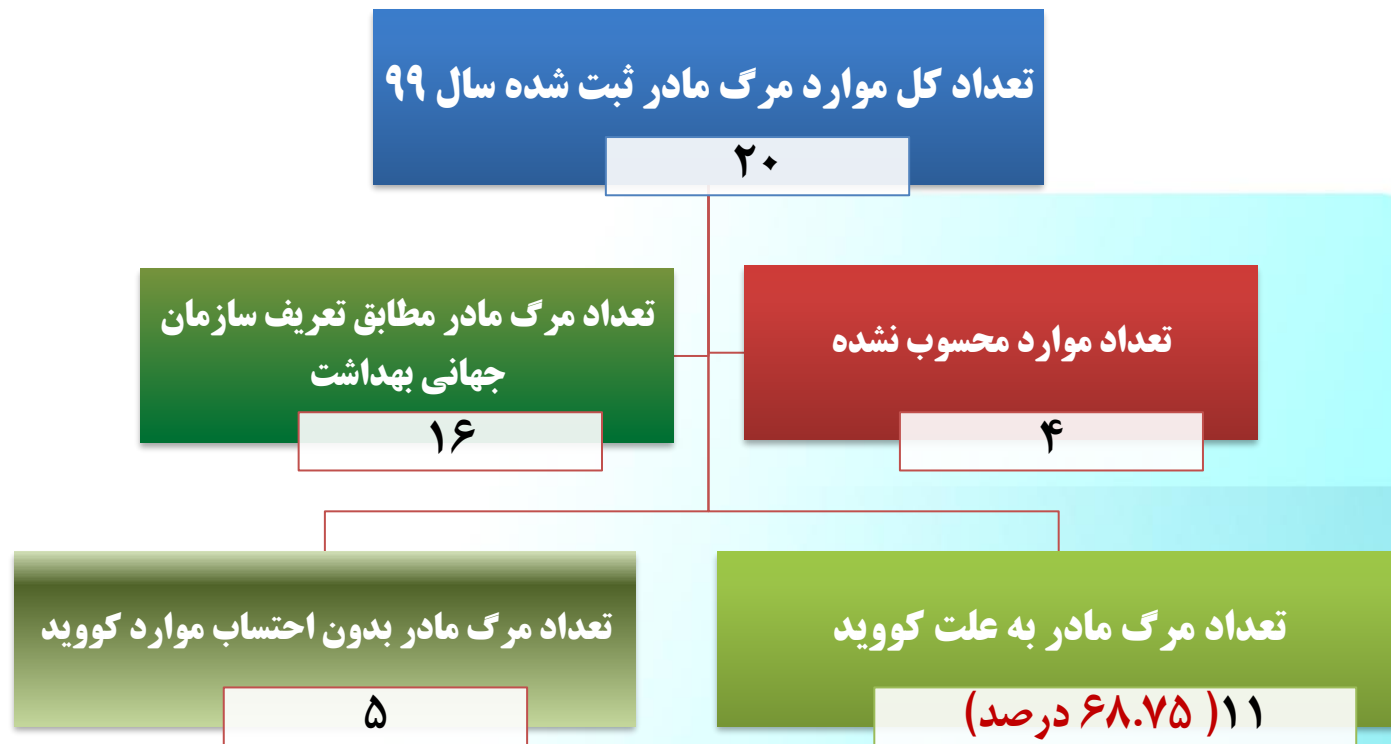 تعداد کل موارد مرگ مادر ثبت شده سال ۹۹
۲۰
تعداد موارد محسوب نشده
۴
تعداد مرگ مادر مطابق تعریف سازمان
جهانی بهداشت
۱۶
تعداد مرگ مادر به علت کووید
۱۱( ۶۸.۷۵ درصد)
تعداد مرگ مادر بدون احتساب موارد کووید
۵